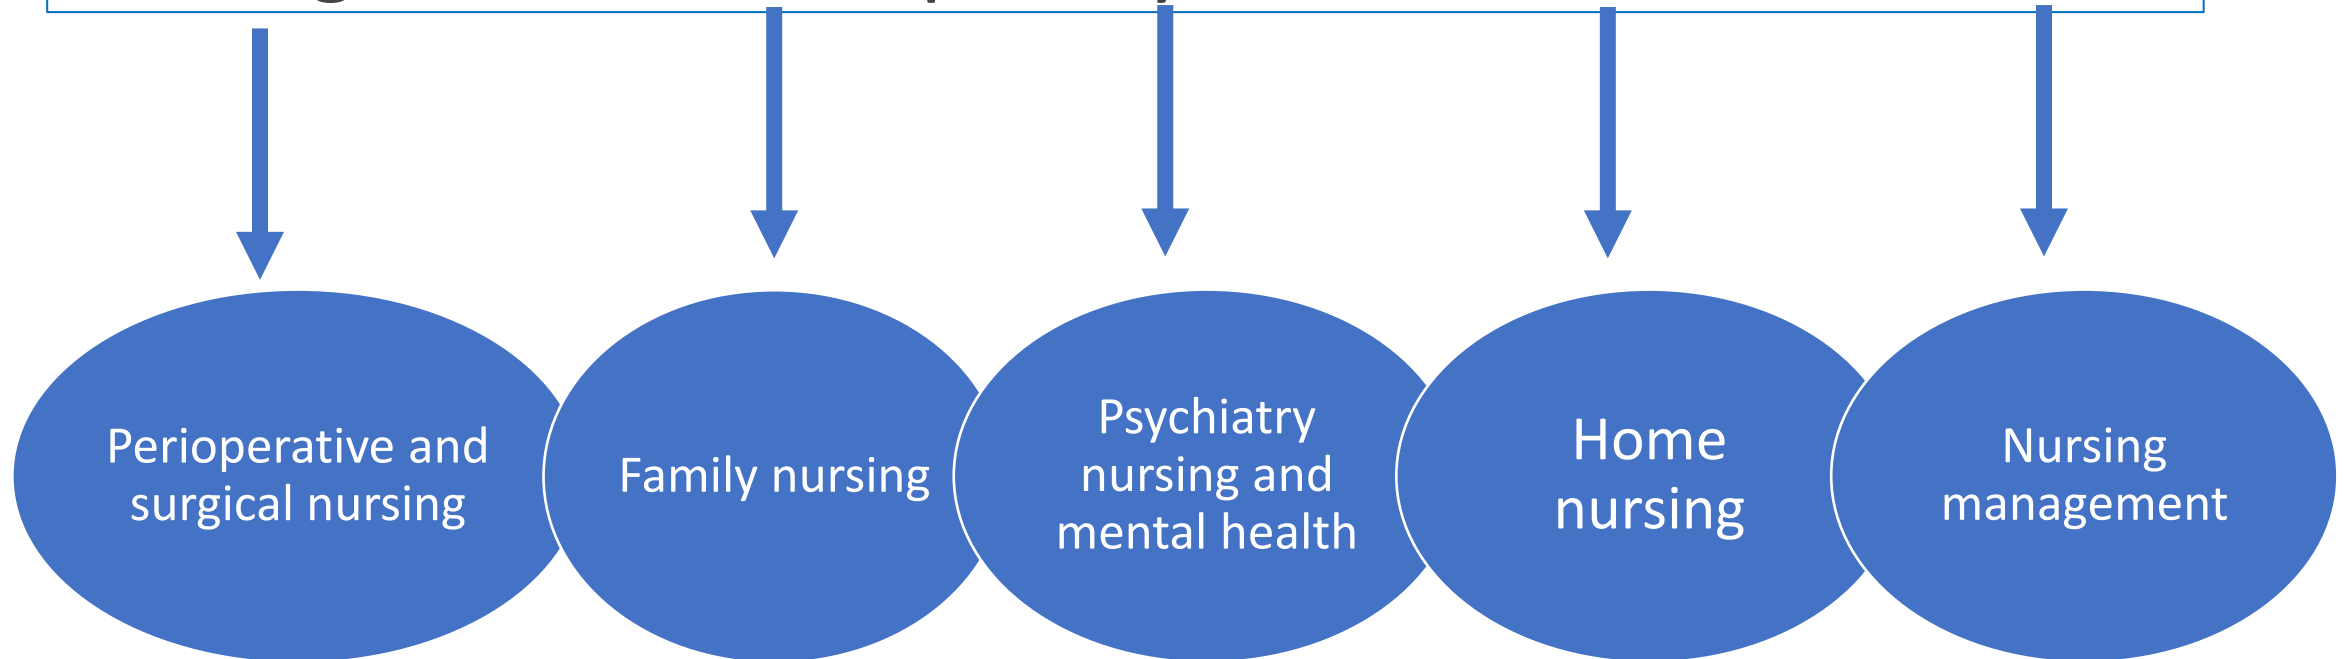 Perioperative and
surgical nursing
Family nursing
Psychiatry
nursing and
mental health
Home
nursing
Nursing
management